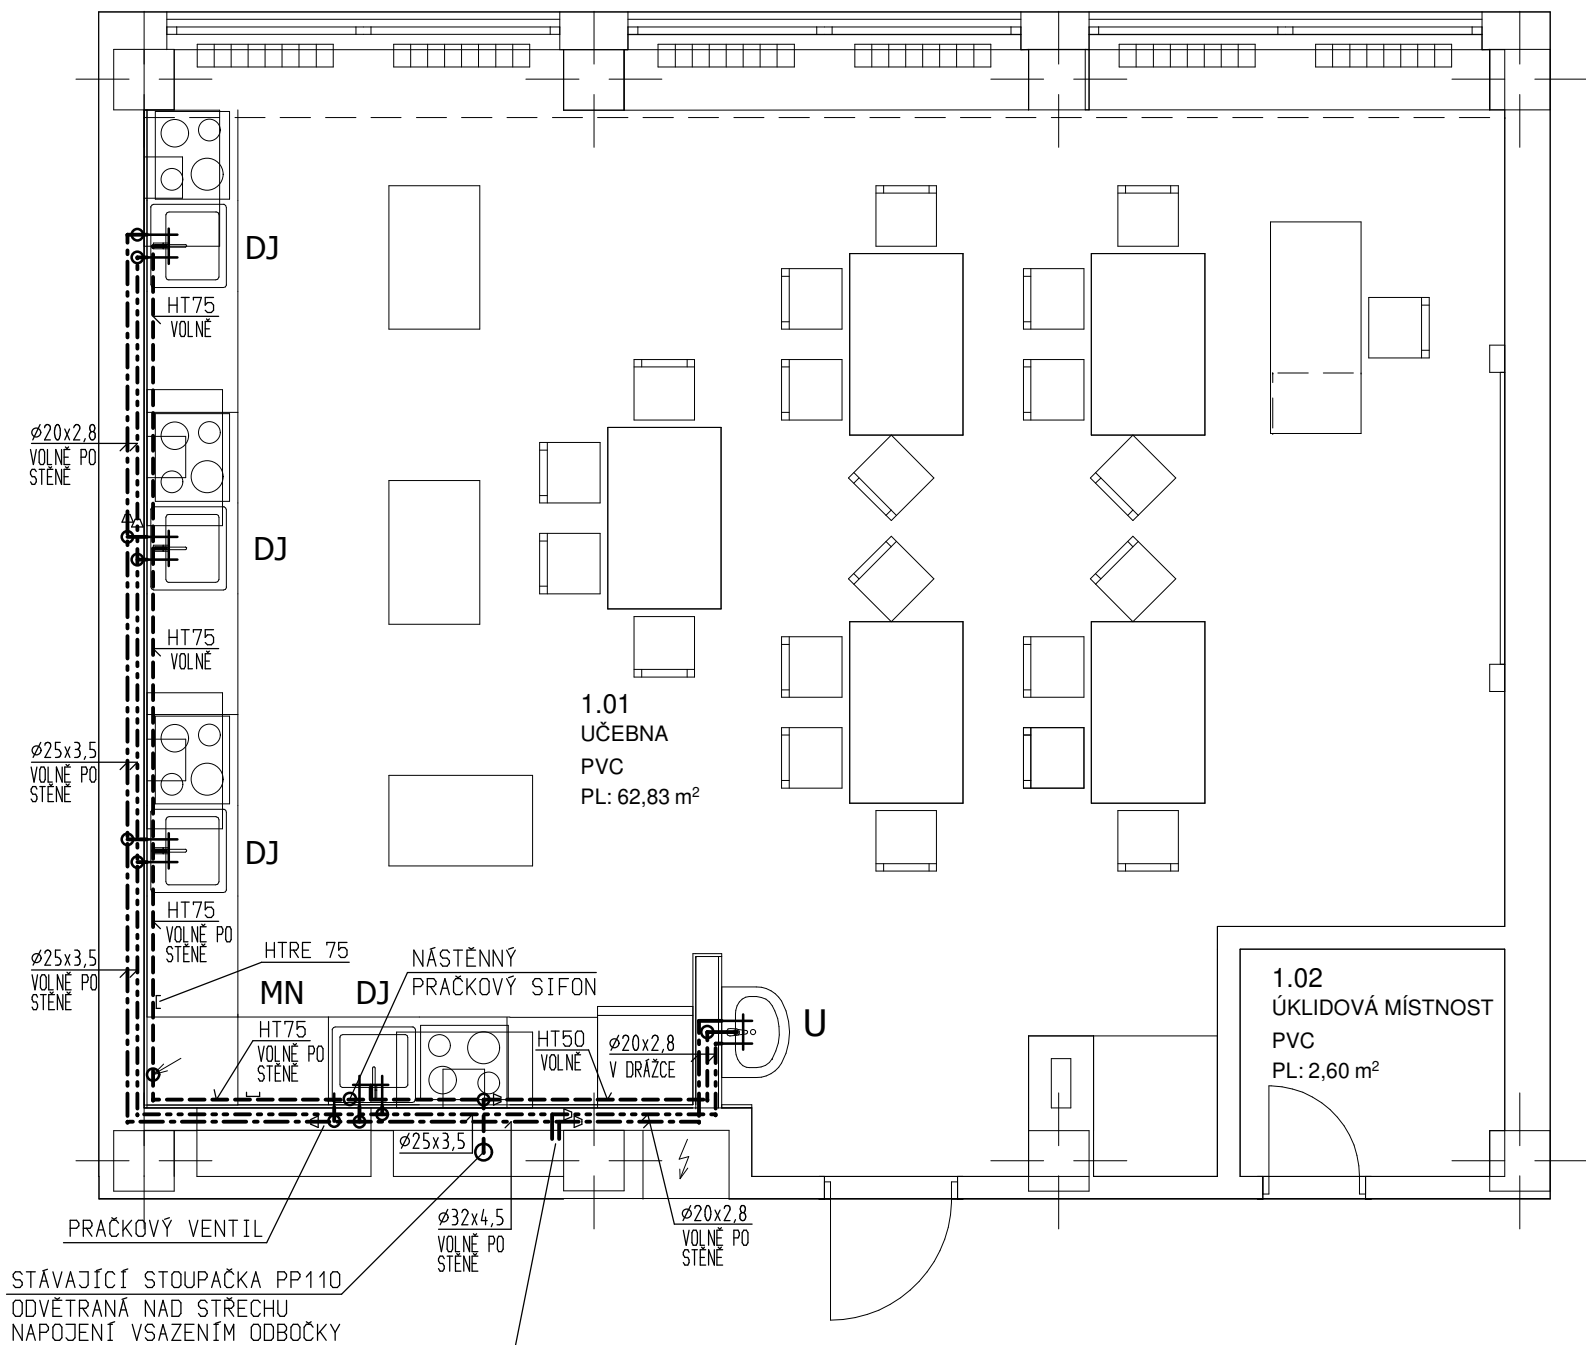 DJ
HT75
VOLNĚ
ø20x2,8
VOLNĚ PO
STĚNĚ
DJ
HT75
VOLNĚ
1.01
UČEBNA
PVC
PL: 62,83 m²
ø25x3,5
VOLNĚ PO
STĚNĚ
DJ
HT75
VOLNĚ PO
STĚNĚ
ø25x3,5
VOLNĚ PO
STĚNĚ
HTRE 75
NÁSTĚNNÝ
PRAČKOVÝ SIFON
MN
DJ
HT75
VOLNĚ PO
STĚNĚ
HT50
VOLNĚ
ø20x2,8
V DRÁŽCE
U
1.02
ÚKLIDOVÁ MÍSTNOST
PVC
PL: 2,60 m²
ø25x3,5
PRAČKOVÝ VENTIL
ø32x4,5
VOLNĚ PO
STĚNĚ
ø20x2,8
VOLNĚ PO
STĚNĚ
STÁVAJÍCÍ STOUPAČKA PP110
ODVĚTRANÁ NAD STŘECHU
NAPOJENÍ VSAZENÍM ODBOČKY